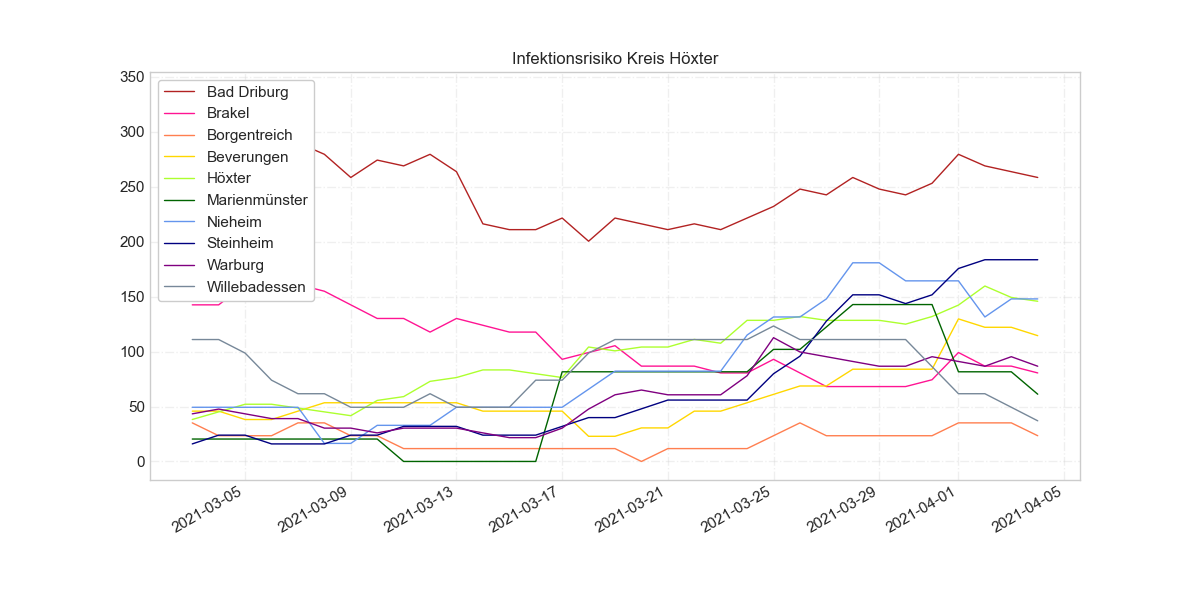 Infektionsrisiko Kreis Höxter
350
300
250
200
150
100
50
0
Bad Driburg
Brakel
Borgentreich
Beverungen
Höxter
Marienmünster
Nieheim
Steinheim
Warburg
Willebadessen
2021-03-05
2021-03-09
2021-03-13
2021-03-17
2021-03-21
2021-03-25
2021-03-29
2021-04-01
2021-04-05